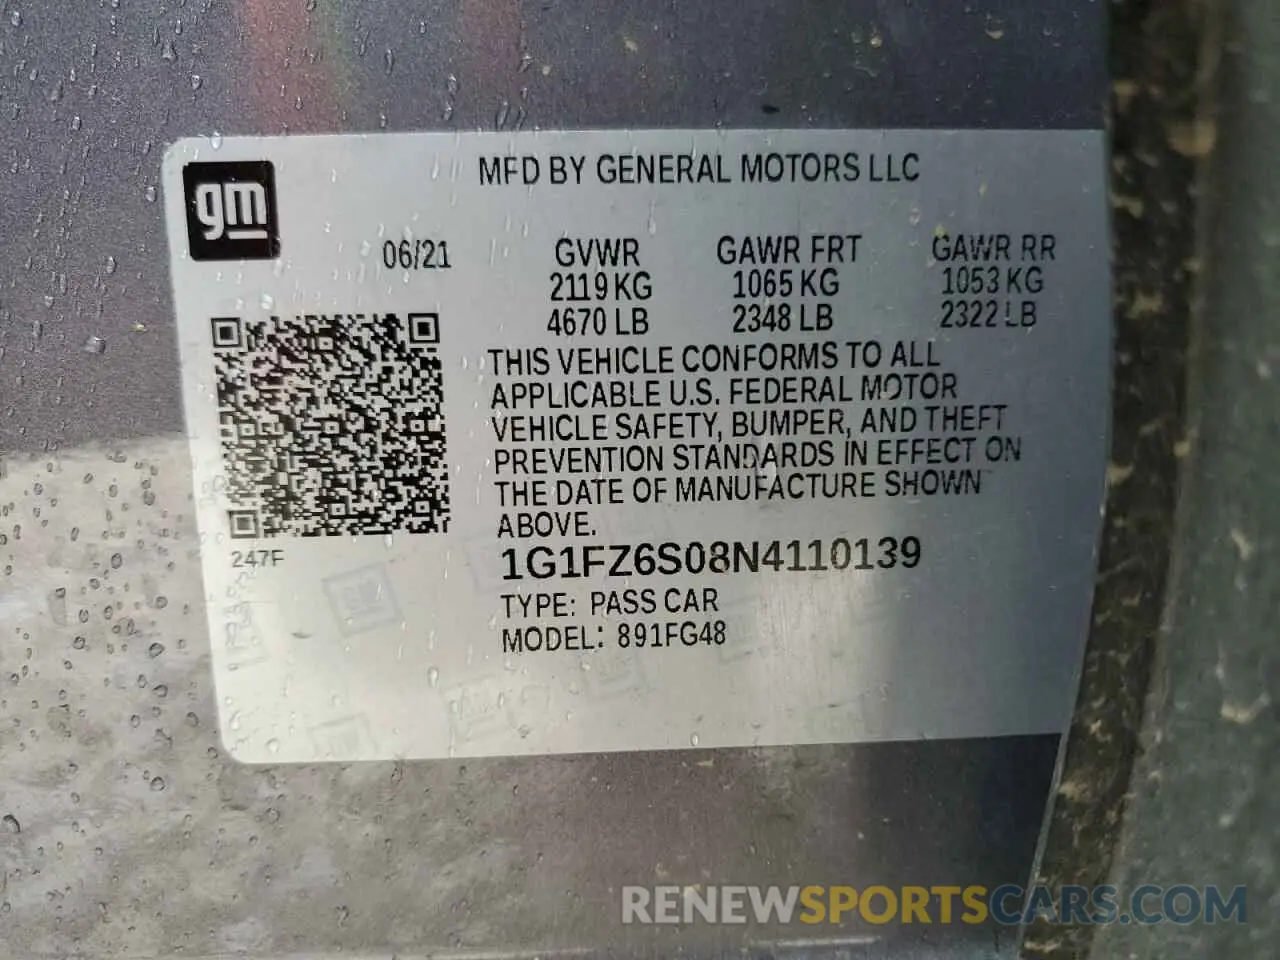 MFD BY GENERAL MOTORS LLC
gm
06/21
GVWR GAWR FRT GAWR RR
2119 KG 1065 KG 1053 KG
4670 LB 2348 LB 2322 LB
THIS VEHICLE CONFORMS TO ALL
APPLICABLE U.S. FEDERAL MOTOR
VEHICLE SAFETY, BUMPER, AND THEFT
PREVENTION STANDARDS IN EFFECT ON
THE DATE OF MANUFACTURE SHOWN
ABOVE.
247F
1G1FZ6S08N4110139
TYPE: PASS CAR
MODEL: 891FG48
RENEWSPORTSCARS.COM